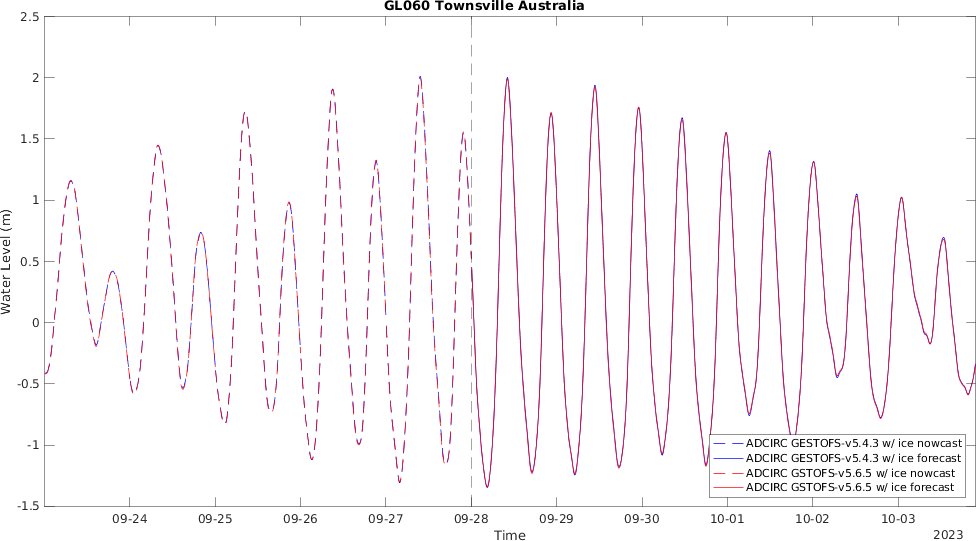 GL060 Townsville Australia
2.5
2
1.5
1
0.5
0
-0.5
-1
-1.5
Water Level (m)
ADCIRC GESTOFS-v5.4.3 w/ ice nowcast
ADCIRC GESTOFS-v5.4.3 w/ ice forecast
ADCIRC GSTOFS-v5.6.5 w/ ice nowcast
ADCIRC GSTOFS-v5.6.5 w/ ice forecast
09-24 09-25 09-26 09-27 09-28 09-29 09-30 10-01 10-02 10-03
Time
2023